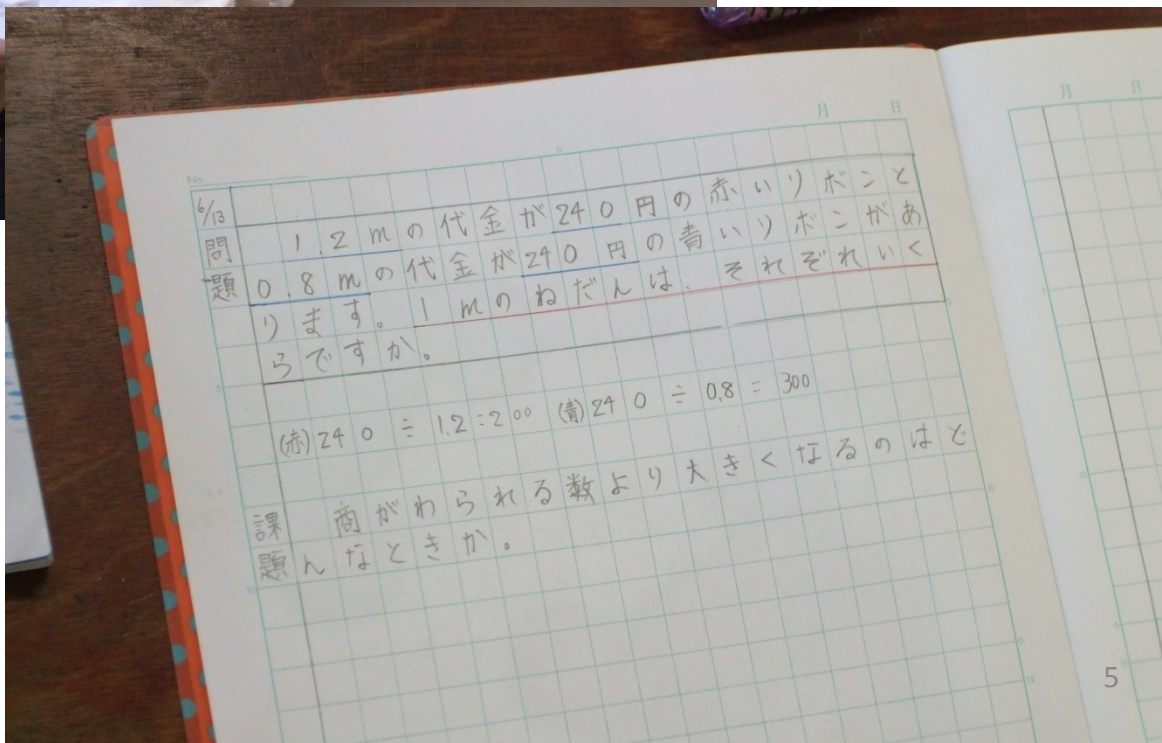 月 日
No.
6/13
問題 1.2mの代金が240円の赤いリボンと
0.8mの代金が240円の青いリボンがあ
ります。1mのねだんは、それぞれいく
らですか。
(赤)240÷1.2=200 (青)240÷0.8=300
課題 商がわられる数より大きくなるのはど
んなときか。
月 日
5